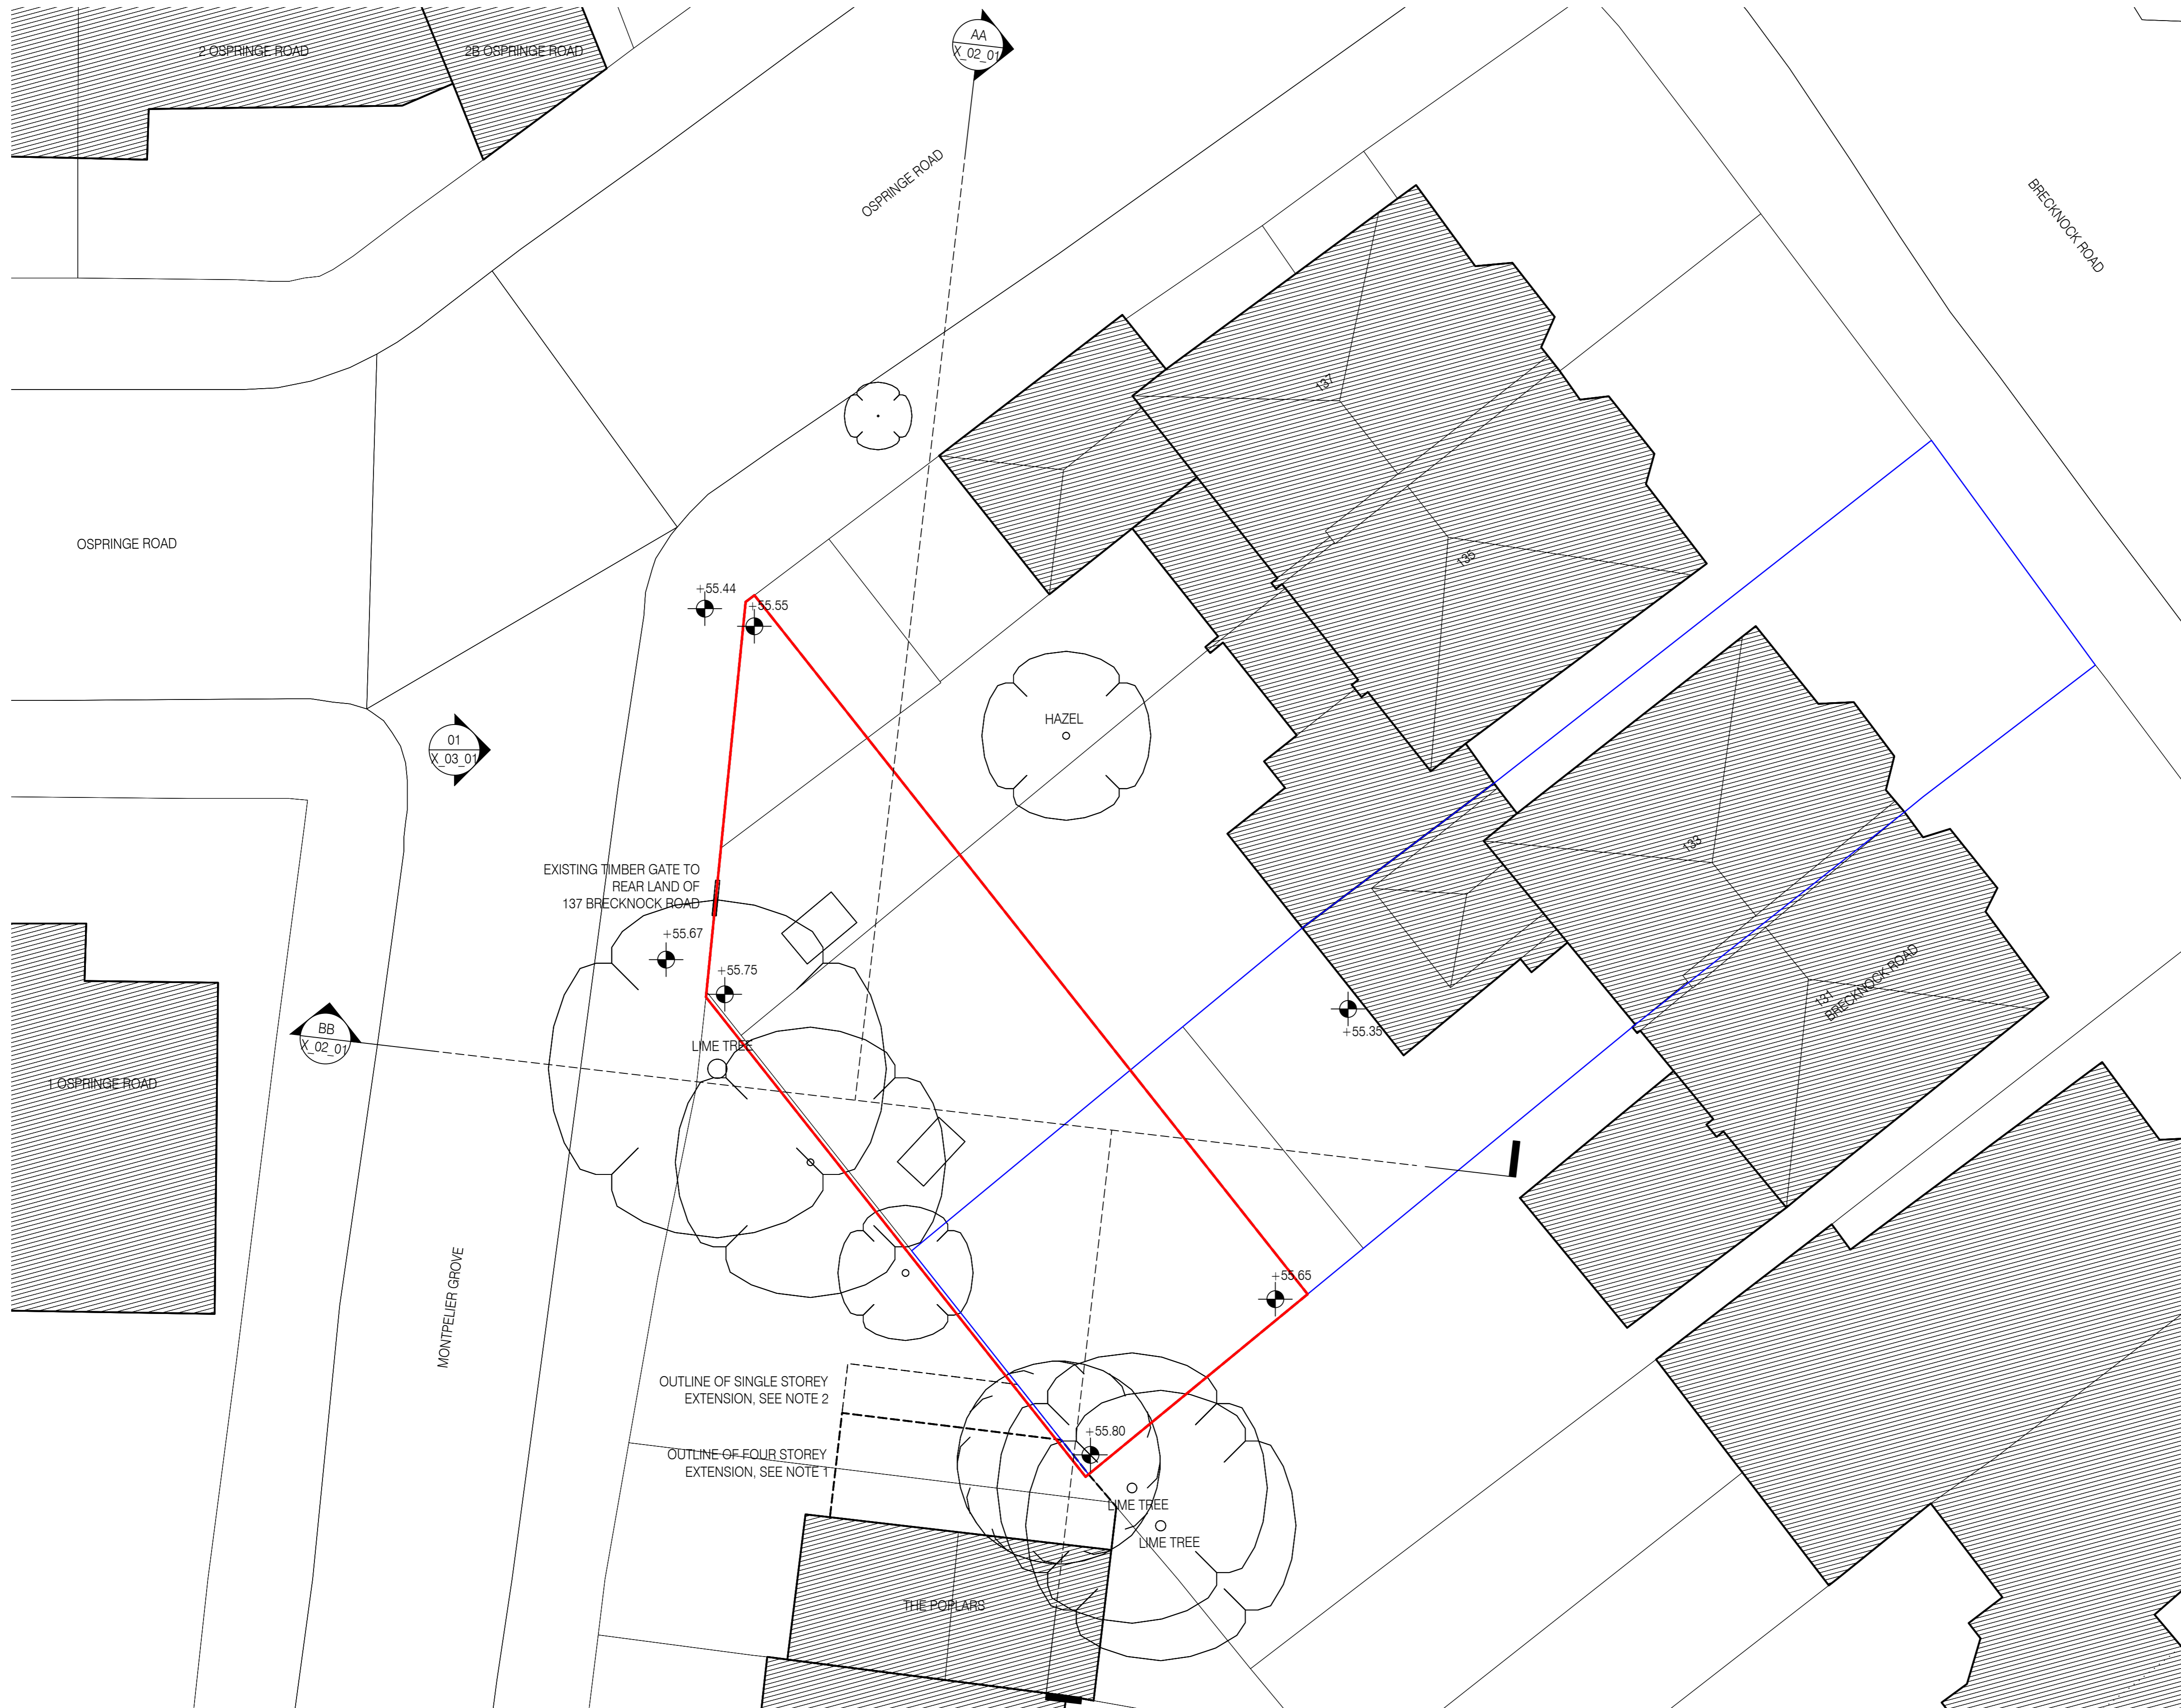 2 OSPRINGE ROAD
2B OSPRINGE ROAD
AA
X_02_01
OSPRINGE ROAD
BRECKNOCK ROAD
137
OSPRINGE ROAD
135
+55.44
+55.55
HAZEL
01
X_03_01
133
EXISTING TIMBER GATE TO
REAR LAND OF
137 BRECKNOCK ROAD
+55.67
+55.75
131
BRECKNOCK ROAD
+55.35
BB
X_02_01
LIME TREE
1 OSPRINGE ROAD
MONTPELIER GROVE
+55.65
OUTLINE OF SINGLE STOREY
EXTENSION, SEE NOTE 2
+55.80
OUTLINE OF FOUR STOREY
EXTENSION, SEE NOTE 1
LIME TREE
LIME TREE
THE POPLARS